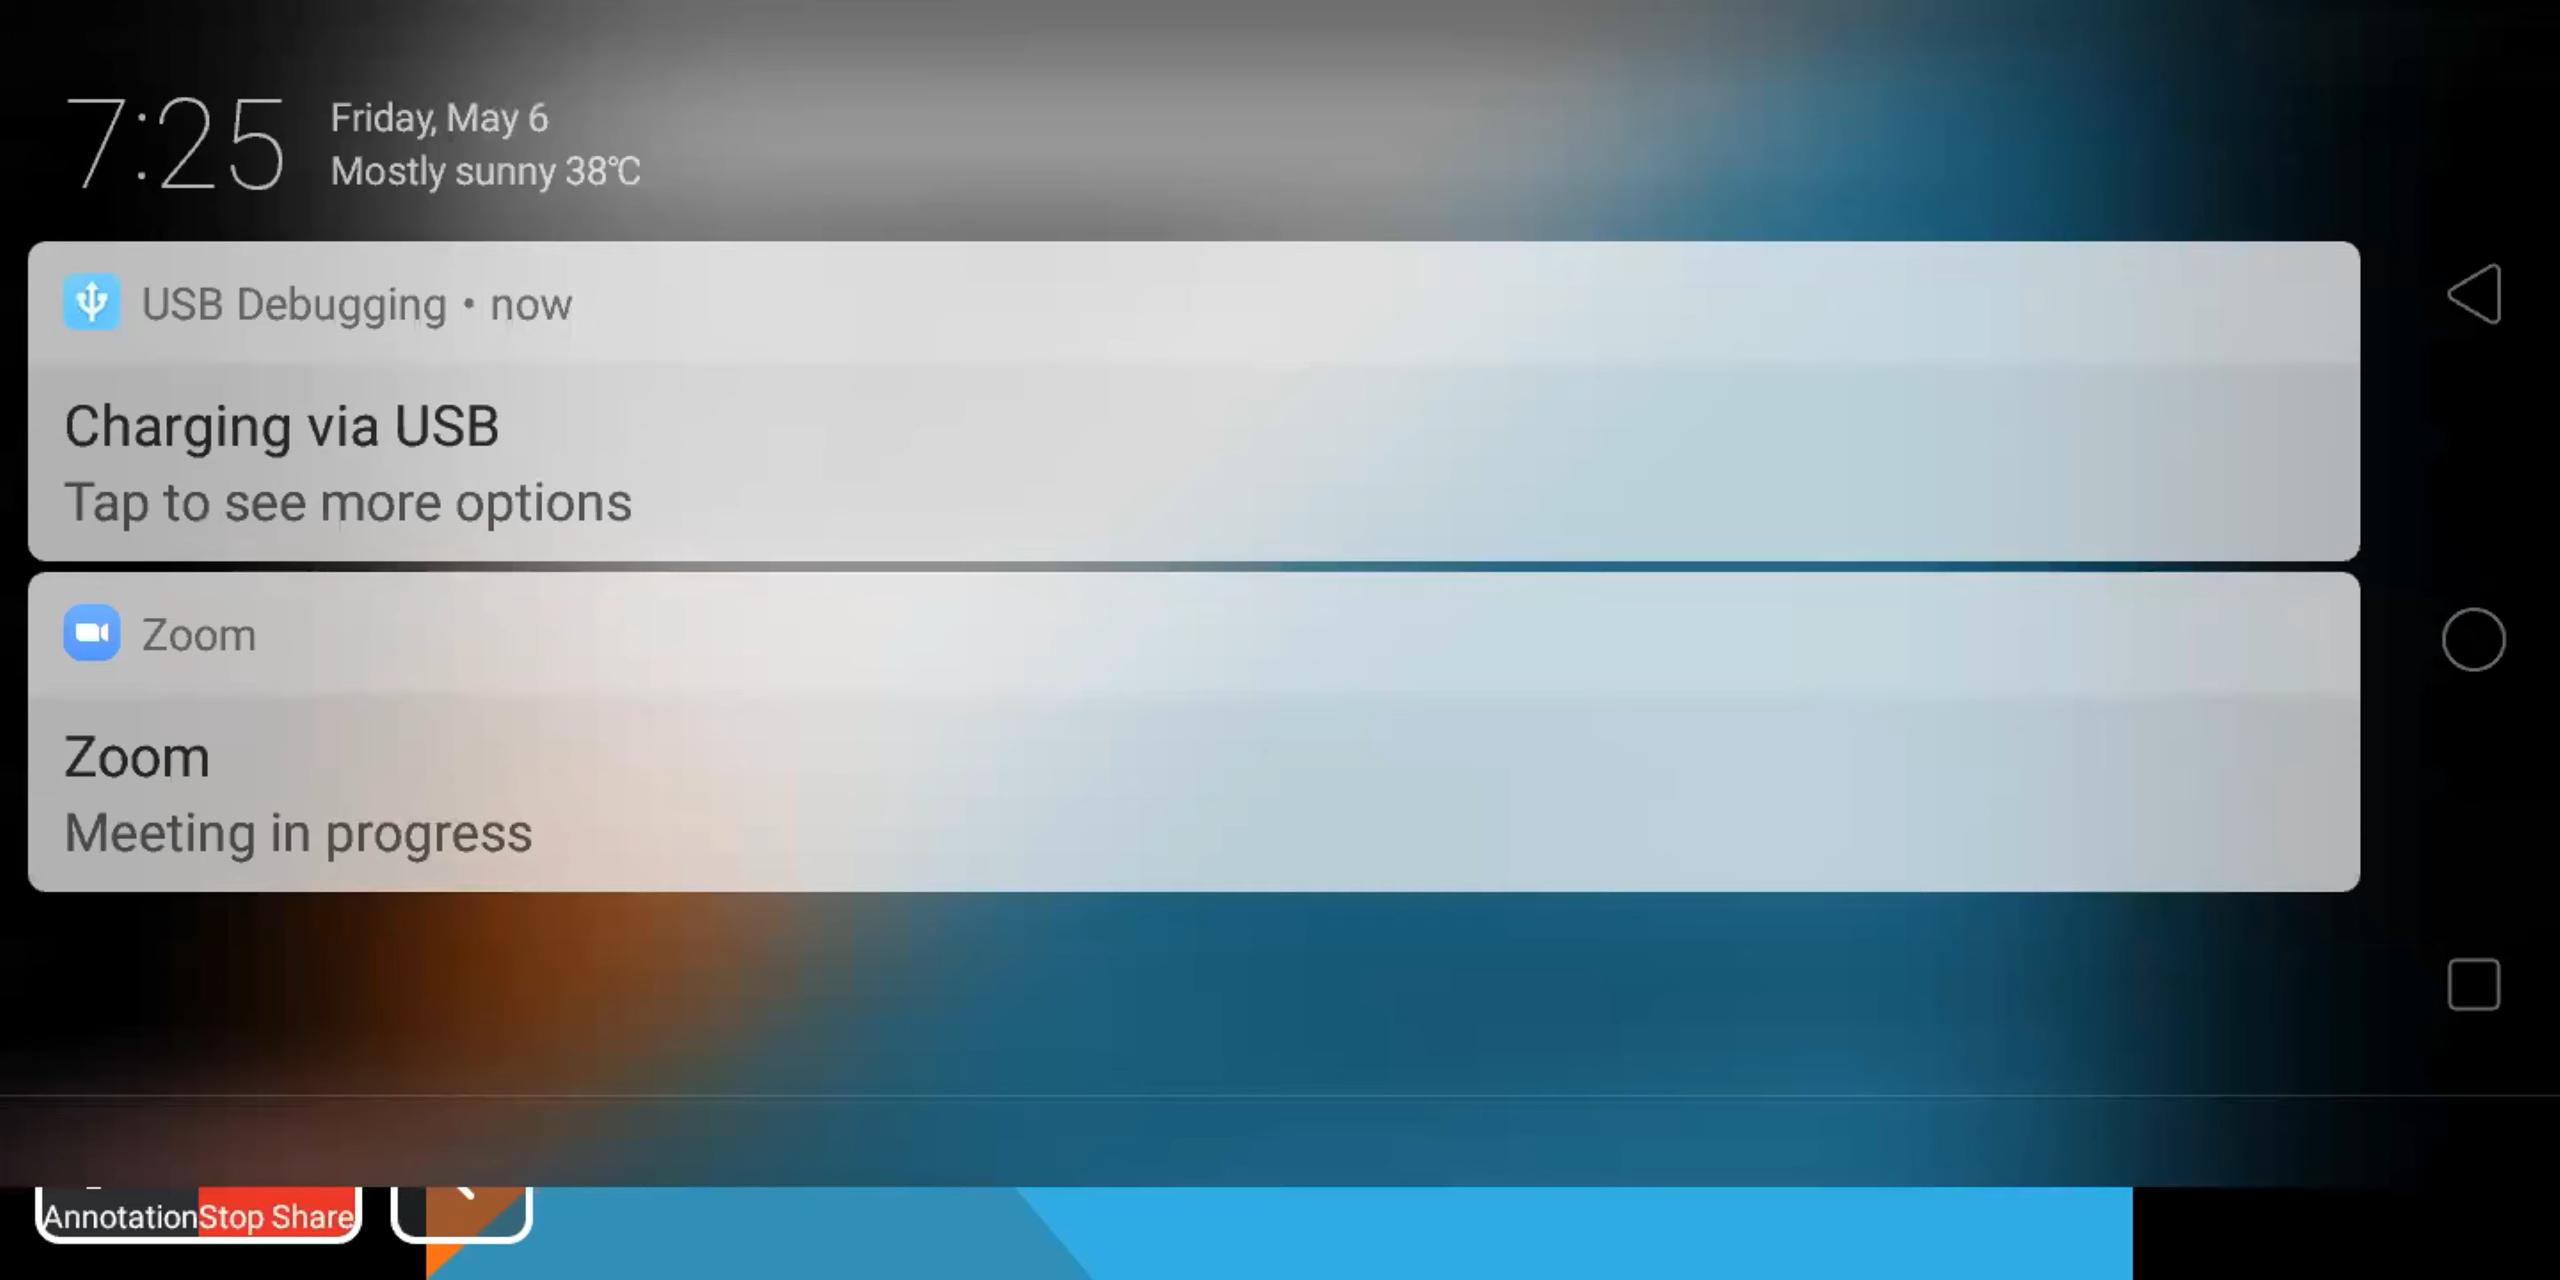 7:25
Friday, May 6
Mostly sunny 38°C
USB Debugging • now
Charging via USB
Tap to see more options
Zoom
Zoom
Meeting in progress
Annotation Stop Share